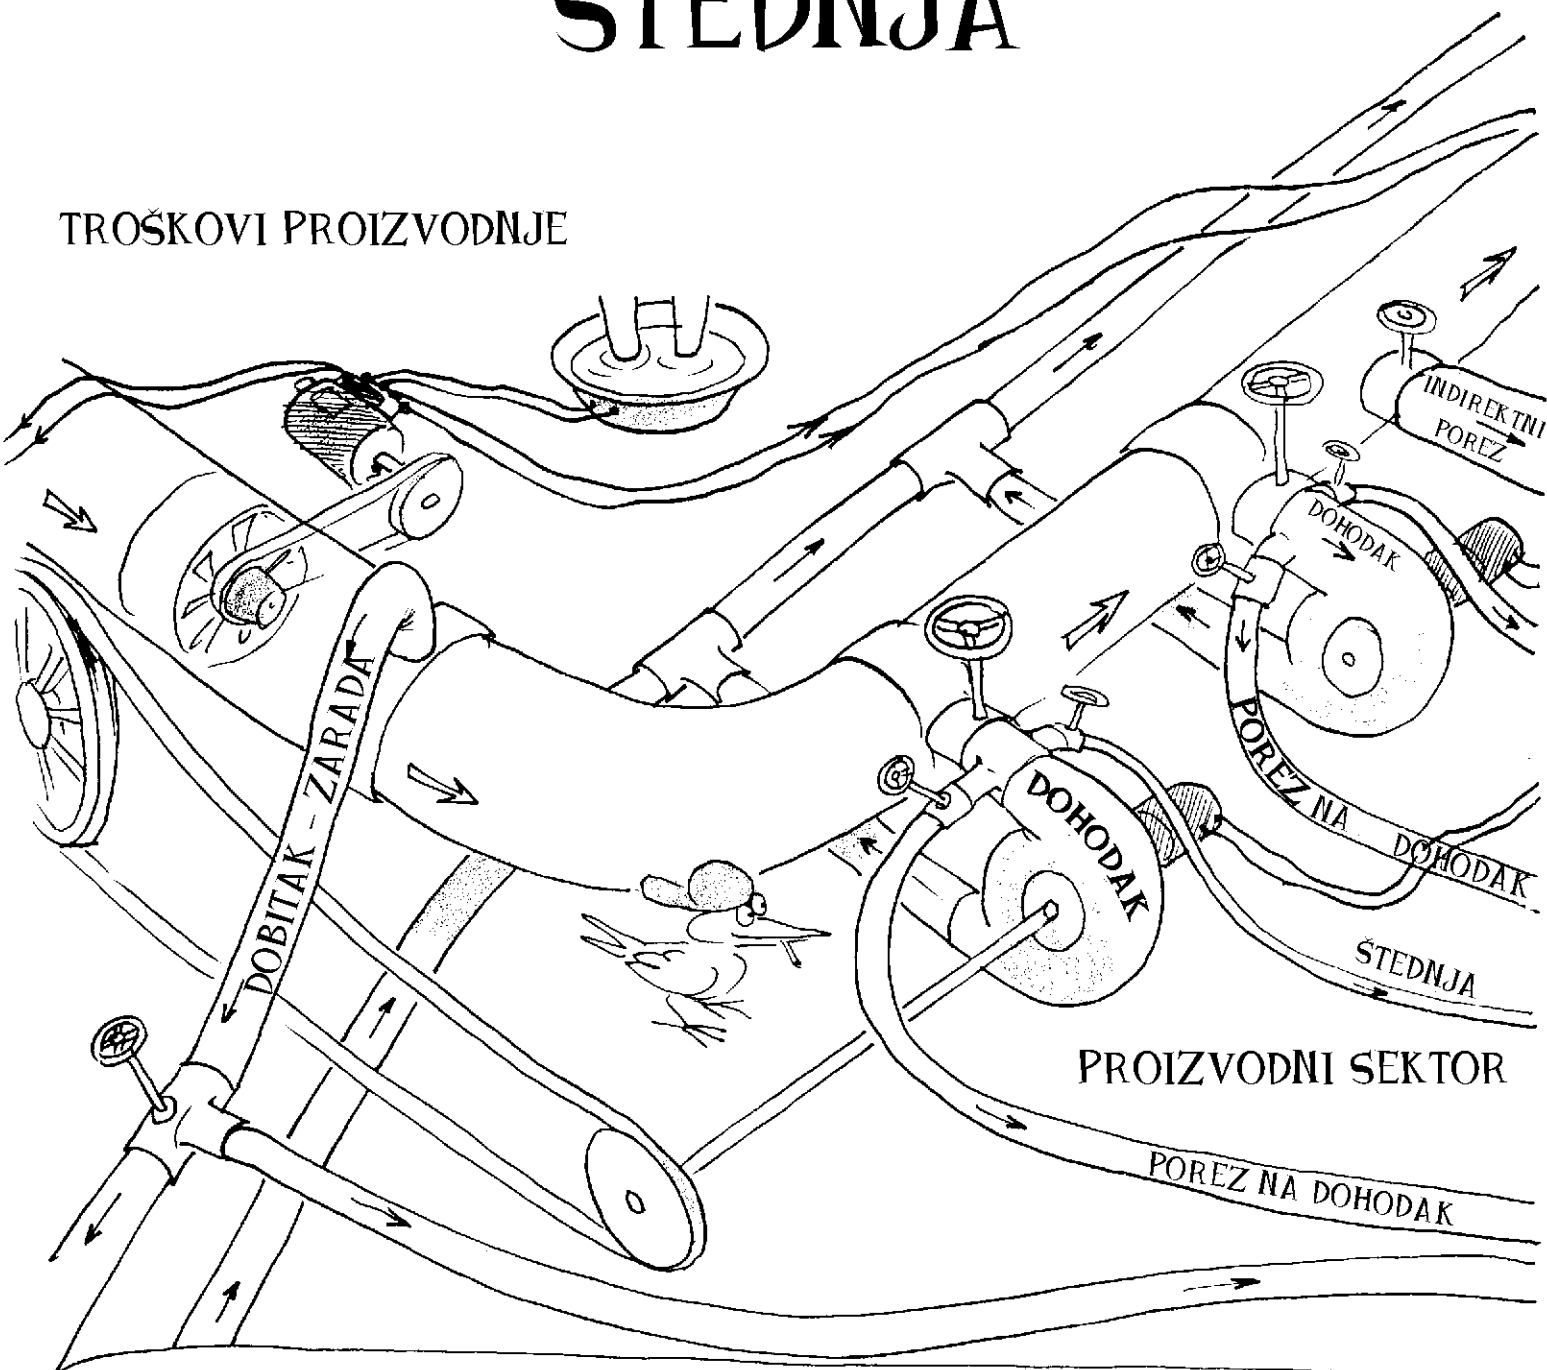 ŠTEDNJA
TROŠKOVI PROIZVODNJE
INDIREKTNI
POREZ
DOHODAK
DOBITAK - ZARADA
POREZ NA DOHODAK
DOHODAK
ŠTEDNJA
PROIZVODNI SEKTOR
POREZ NA DOHODAK